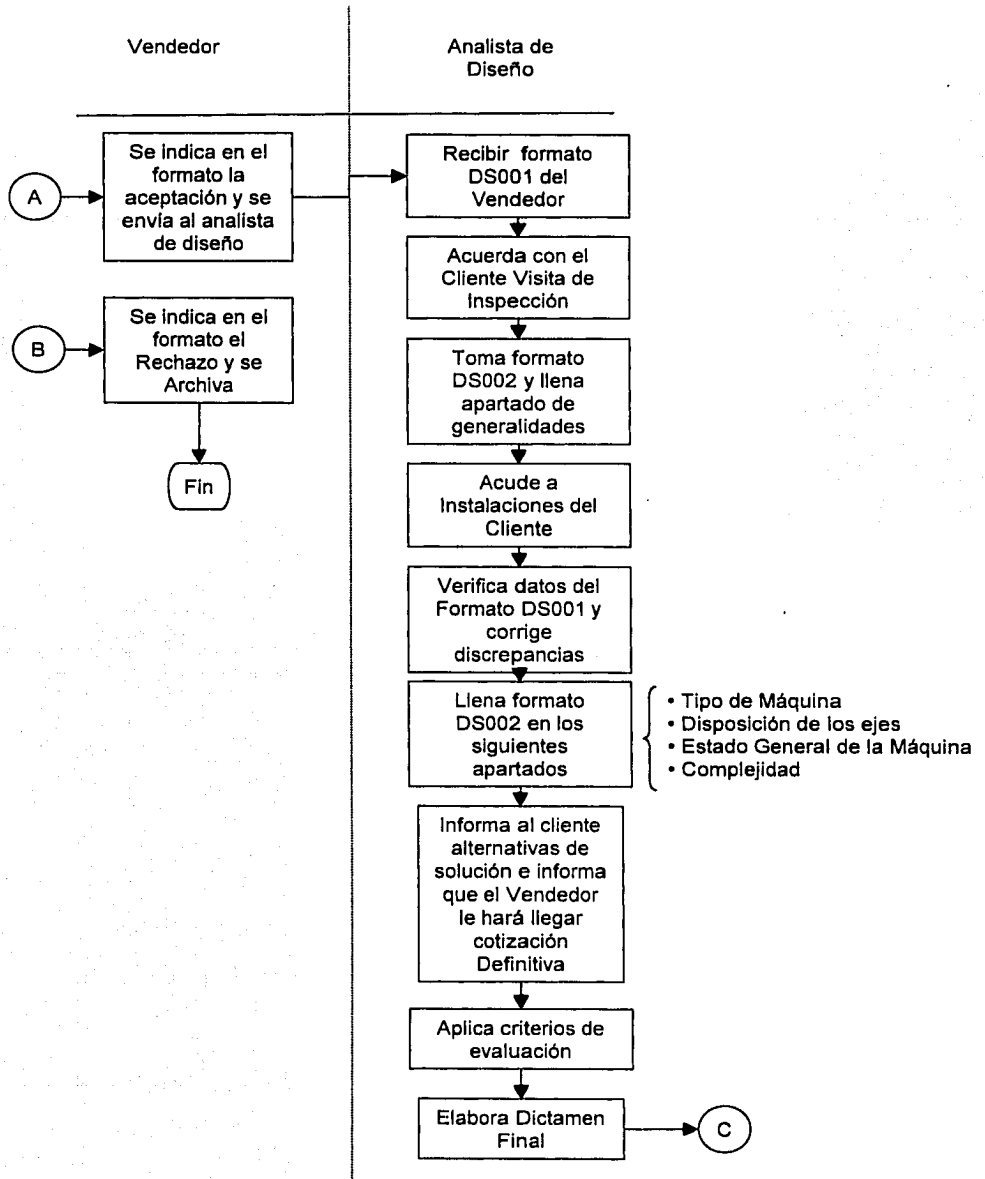 Vendedor
Analista de
Diseño
A
Se indica en el
formato la
aceptación y se
envía al analista
de diseño
B
Se indica en el
formato el
Rechazo y se
Archiva
Fin
Recibir formato
DS001 del
Vendedor
Acuerda con el
Cliente Visita de
Inspección
Toma formato
DS002 y llena
apartado de
generalidades
Acude a
Instalaciones del
Cliente
Verifica datos del
Formato DS001 y
corrige
discrepancias
Llena formato
DS002 en los
siguientes
apartados
• Tipo de Máquina
• Disposición de los ejes
• Estado General de la Máquina
• Complejidad
Informa al cliente
alternativas de
solución e informa
que el Vendedor
le hará llegar
cotización
Definitiva
Aplica criterios de
evaluación
Elabora Dictamen
Final
C